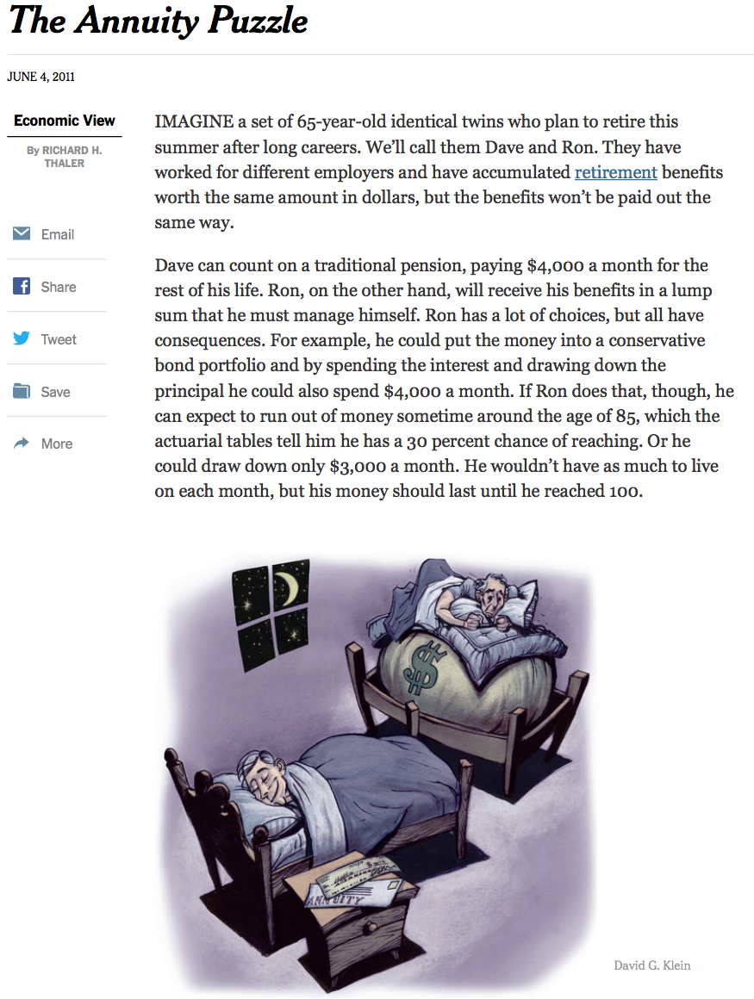 The Annuity Puzzle
JUNE 4, 2011
Economic View
By RICHARD H.
THALER
Email
Share
Tweet
Save
More
IMAGINE a set of 65-year-old identical twins who plan to retire this
summer after long careers. We’ll call them Dave and Ron. They have
worked for different employers and have accumulated retirement benefits
worth the same amount in dollars, but the benefits won’t be paid out the
same way.
Dave can count on a traditional pension, paying $4,000 a month for the
rest of his life. Ron, on the other hand, will receive his benefits in a lump
sum that he must manage himself. Ron has a lot of choices, but all have
consequences. For example, he could put the money into a conservative
bond portfolio and by spending the interest and drawing down the
principal he could also spend $4,000 a month. If Ron does that, though, he
can expect to run out of money sometime around the age of 85, which the
actuarial tables tell him he has a 30 percent chance of reaching. Or he
could draw down only $3,000 a month. He wouldn’t have as much to live
on each month, but his money should last until he reached 100.
$
ANNUITY
David G. Klein